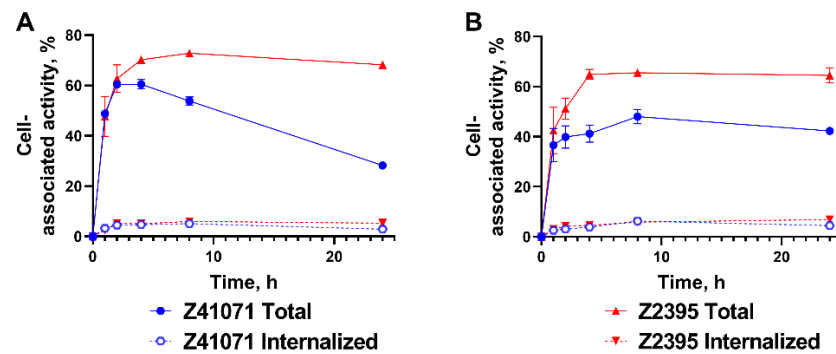 A
Cell-
associated activity, %
80
60
40
20
0
0
10
20
Time, h
Z41071 Total
Z41071 Internalized
B
Cell-
associated activity, %
80
60
40
20
0
0
10
20
Time, h
Z2395 Total
Z2395 Internalized